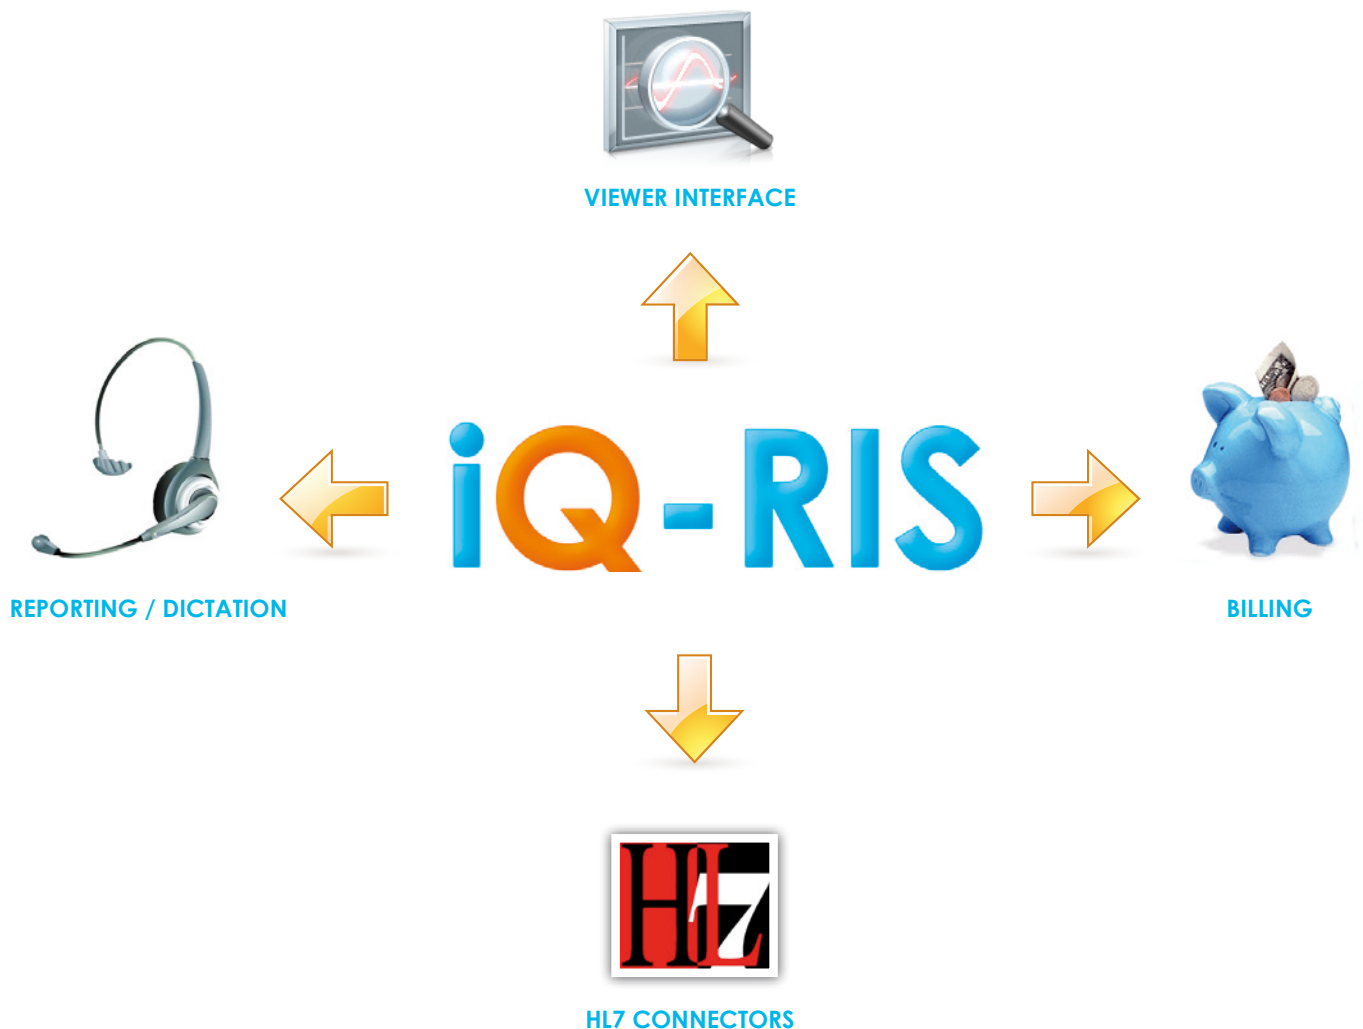 VIEWER INTERFACE
iQ-RIS
REPORTING / DICTATION
BILLING
HL7
HL7 CONNECTORS